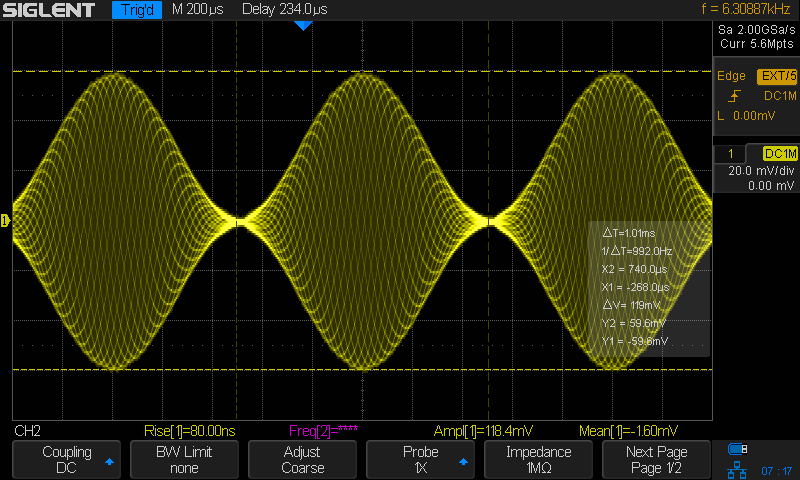 SIGLENT Trig'd M 200µs Delay 234.0µs f = 6.30887kHz
Sa 2.00GSa/s
Curr 5.6Mpts
Edge EXT/5
DC1M
L 0.00mV
1 DC1M
20.0 mV/div
0.00 mV
1
△T=1.01ms
1/△T=992.0Hz
X2 = 740.0µs
X1 = -268.0µs
△V= 119mV
Y2 = 59.6mV
Y1 = -59.6mV
CH2 Rise[1]=80.00ns Freq[2]=**** Ampl[1]=118.4mV Mean[1]=-1.60mV
Coupling
DC
BW Limit
none
Adjust
Coarse
Probe
1X
Impedance
1MΩ
Next Page
Page 1/2
07 : 17